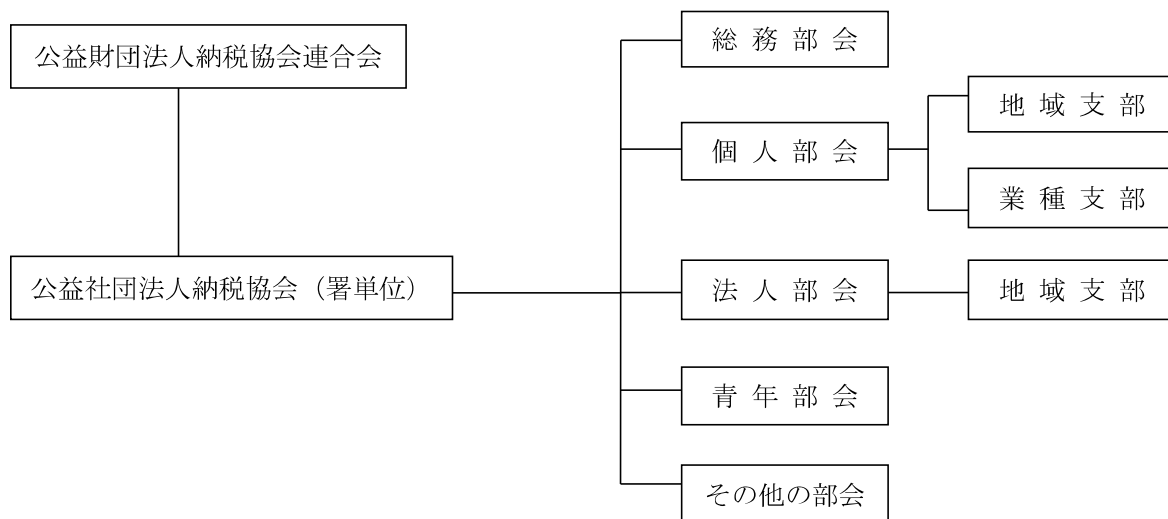 公益財団法人納税協会連合会
公益社団法人納税協会（署単位）
総務部会
個人部会
地域支部
業種支部
法人部会
地域支部
青年部会
その他の部会